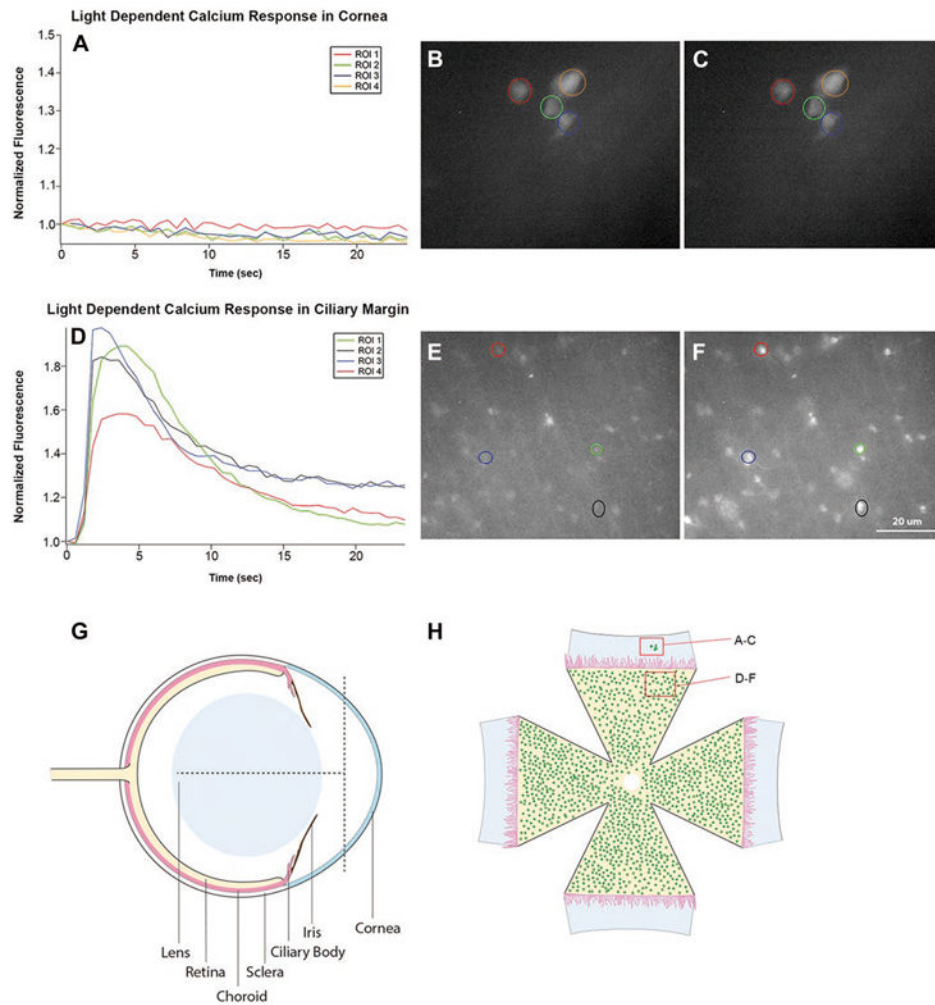 Light Dependent Calcium Response in Cornea
A
Normalized Fluorescence
1.5
1.4
1.3
1.2
1.1
1.0
ROI 1
ROI 2
ROI 3
ROI 4
0
5
10
15
20
Time (sec)
B
C
Light Dependent Calcium Response in Ciliary Margin
D
Normalized Fluorescence
1.8
1.6
1.4
1.2
1.0
ROI 1
ROI 2
ROI 3
ROI 4
0
5
10
15
20
Time (sec)
E
F
20 um
G
Lens
Retina
Choroid
Sclera
Ciliary Body
Iris
Cornea
H
A-C
D-F